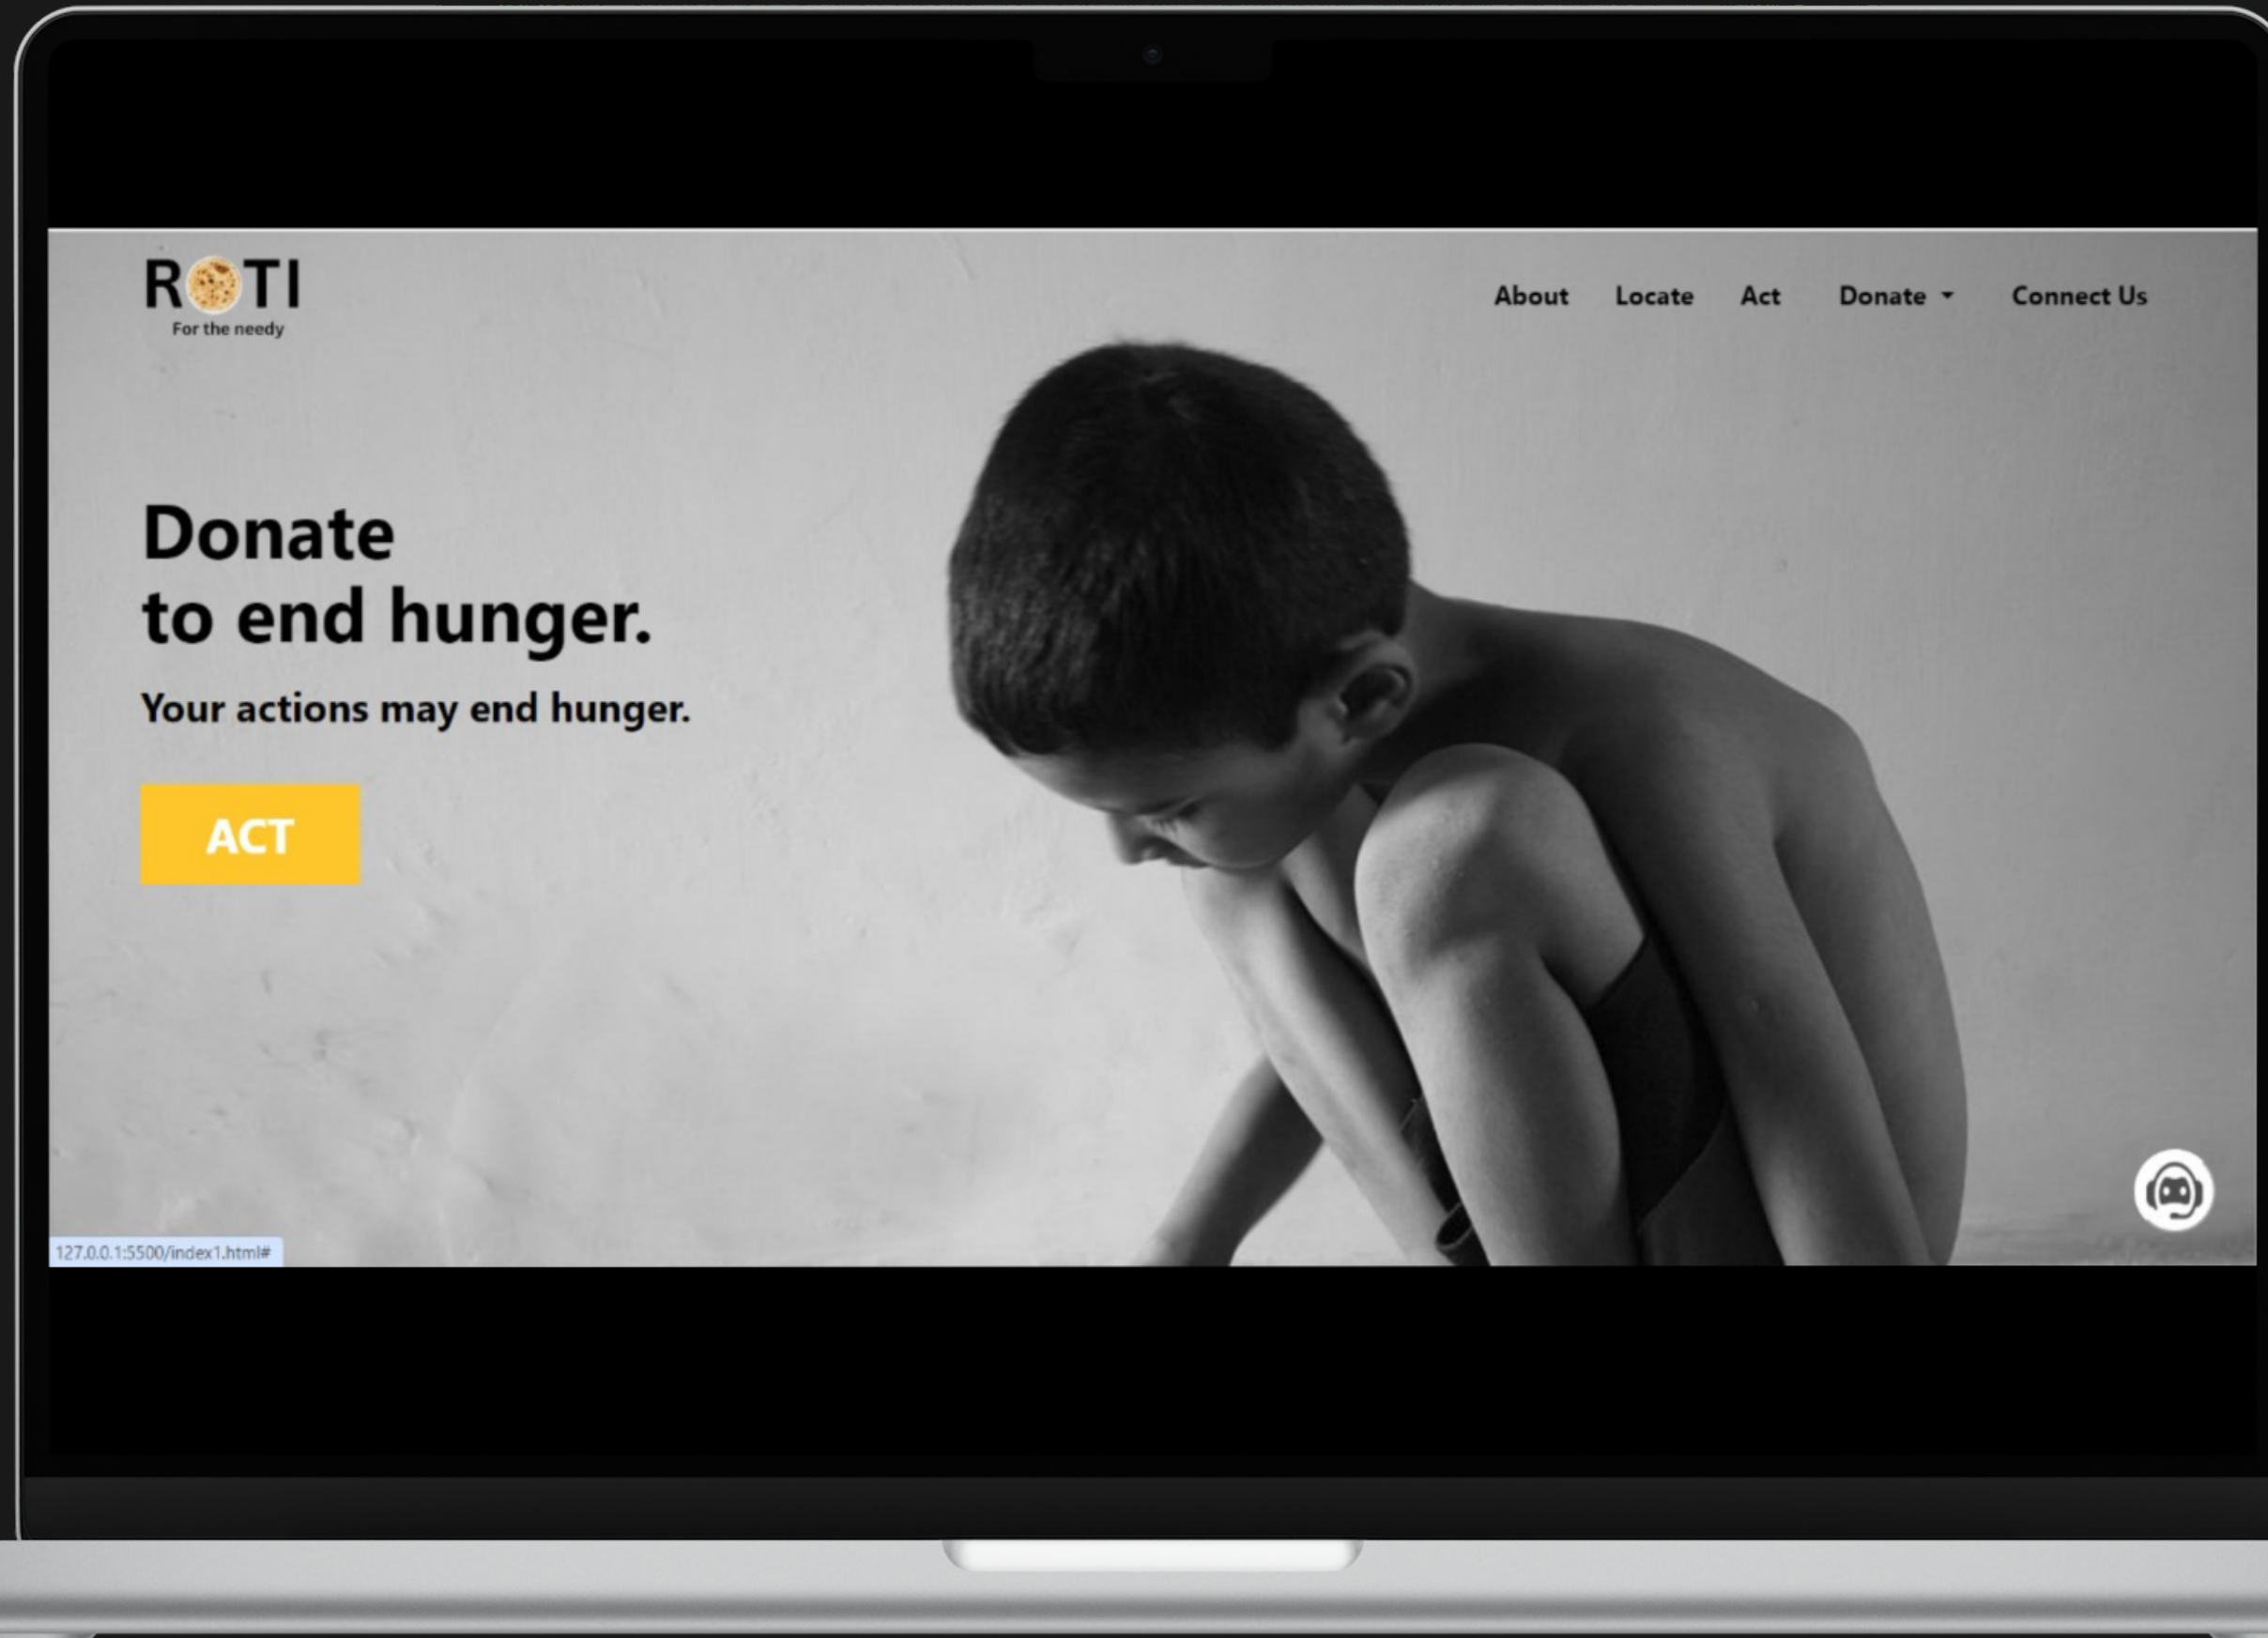 ROTI
For the needy
About Locate Act Donate Connect Us
Donate
to end hunger.
Your actions may end hunger.
ACT
127.0.0.1:5500/index1.html#